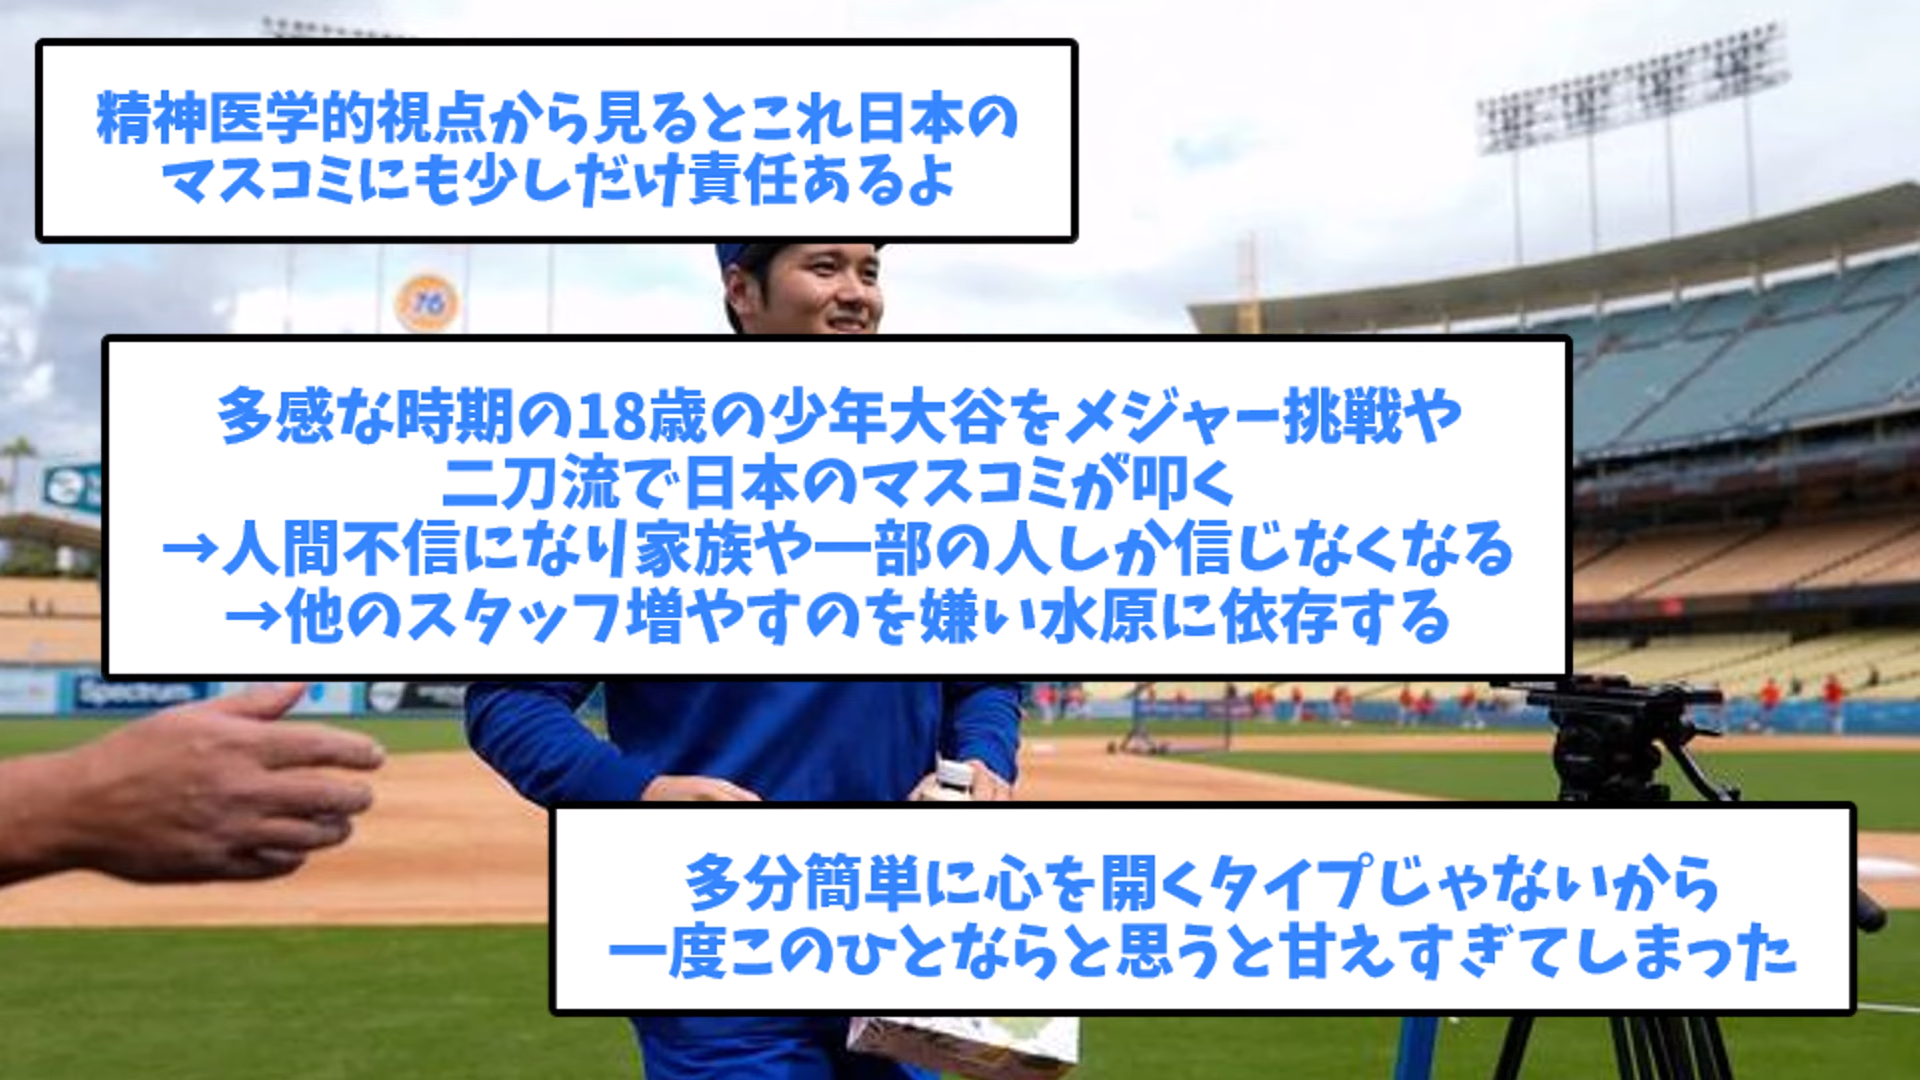 精神医学的視点から見るとこれ日本の
マスコミにも少しだけ責任あるよ
76
多感な時期の18歳の少年大谷をメジャー挑戦や
二刀流で日本のマスコミが叩く
→人間不信になり家族や一部の人しか信じなくなる
→他のスタッフ増やすのを嫌い水原に依存する
Spectrum
多分簡単に心を開くタイプじゃないから
一度このひとならと思うと甘えすぎてしまった